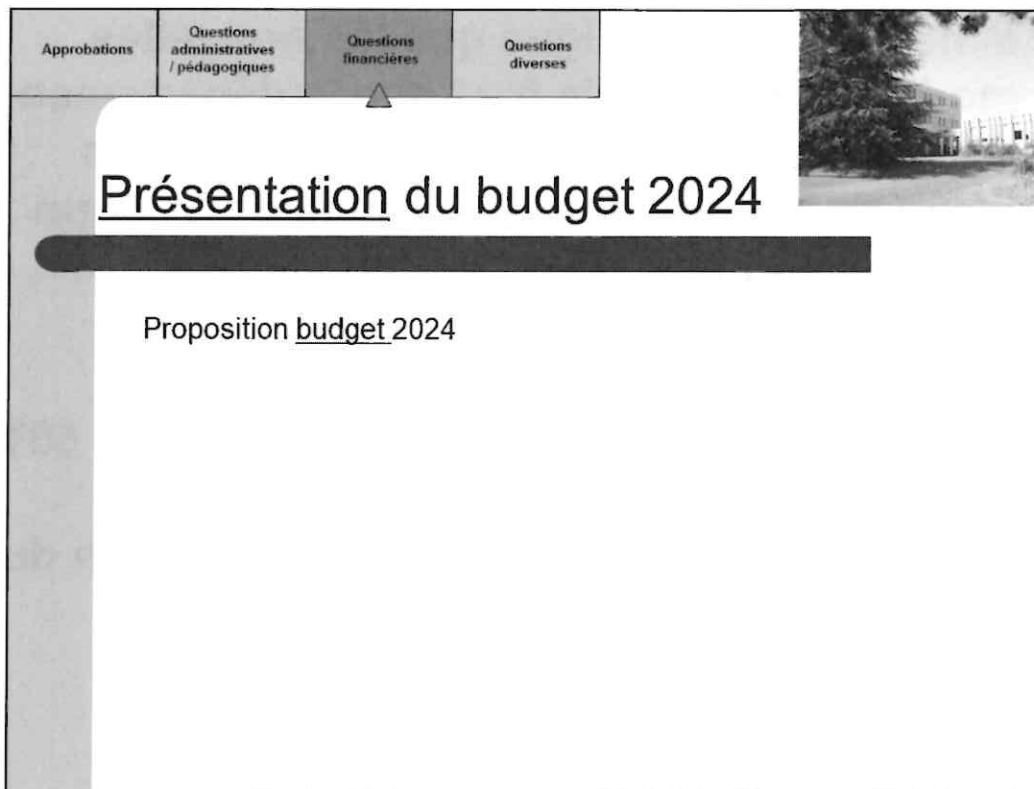 Approbations
Questions
administratives
/ pédagogiques
Questions
financières
Questions
diverses
Présentation du budget 2024
Proposition budget 2024